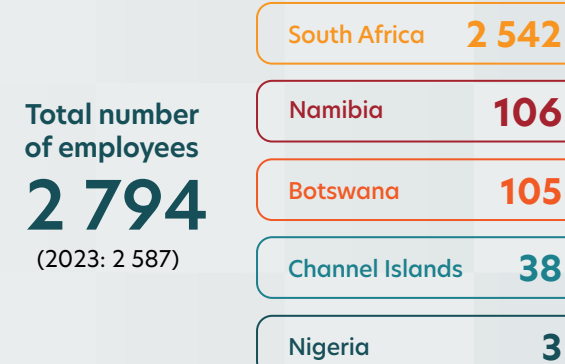 Total number
of employees
2 794
(2023: 2 587)
South Africa 2 542
Namibia 106
Botswana 105
Channel Islands 38
Nigeria 3